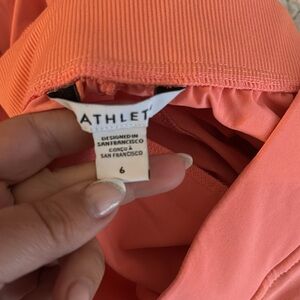 ATHLET
DESIGNED IN
SAN FRANCISCO
CONÇU À
SAN FRANCISCO
6